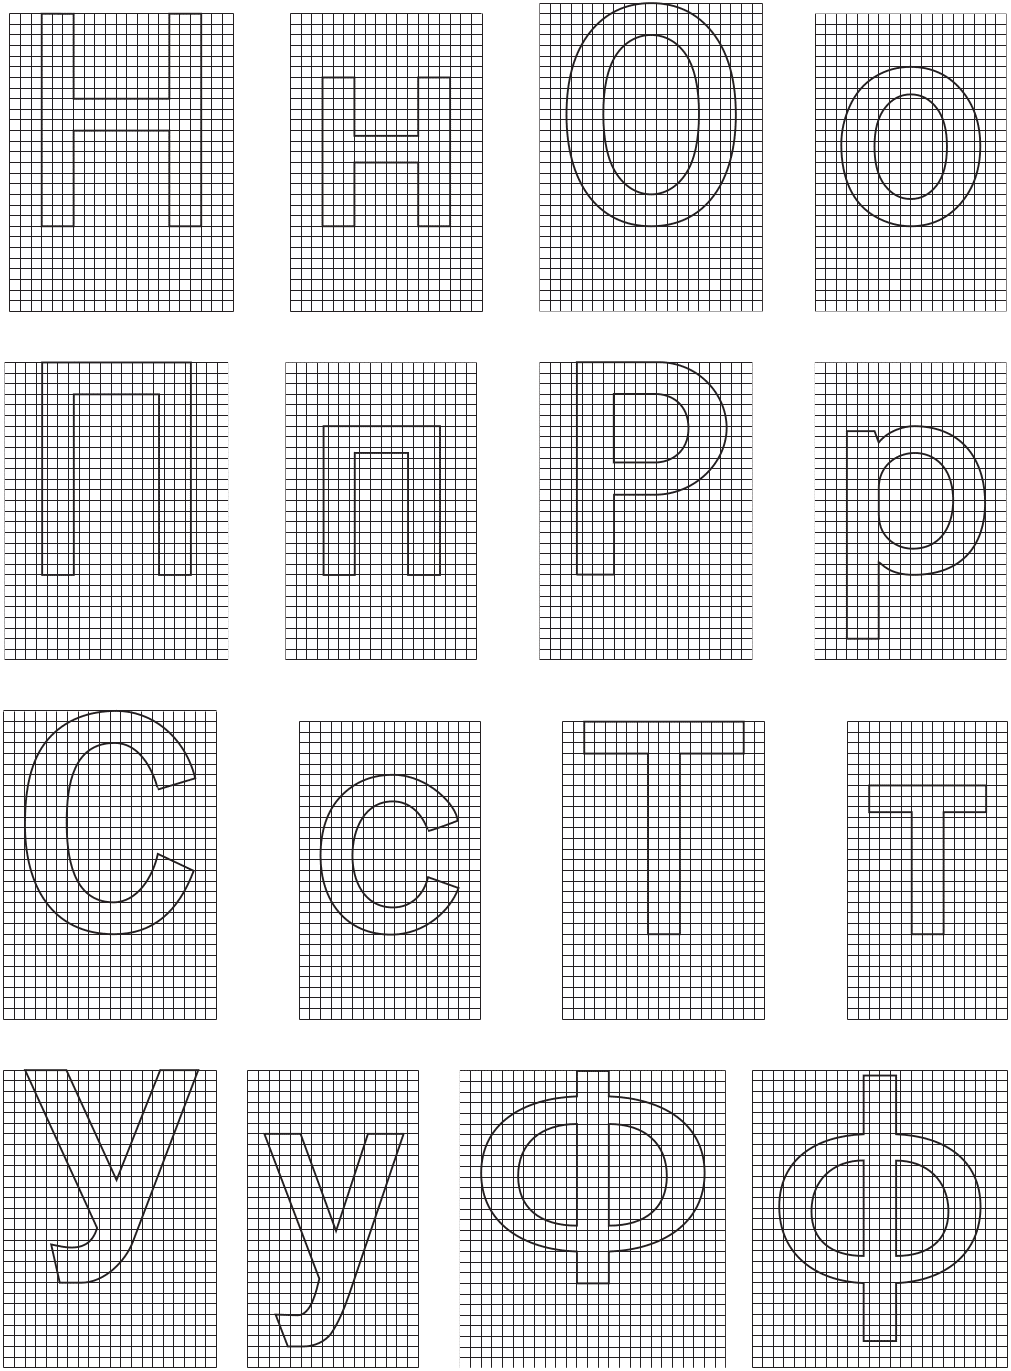 Н н О о
П п Р р
С с Т т
У у Ф ф